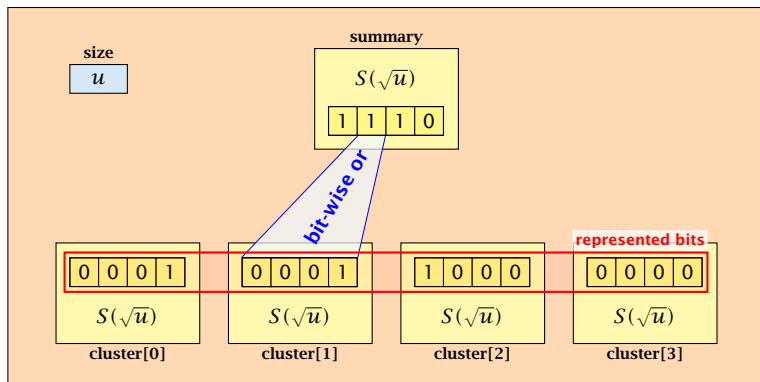 summary
size
u
S(√u)
1 1 1 0
bit-wise or
represented bits
0 0 0 1
0 0 0 1
1 0 0 0
0 0 0 0
S(√u)
S(√u)
S(√u)
S(√u)
cluster[0]
cluster[1]
cluster[2]
cluster[3]